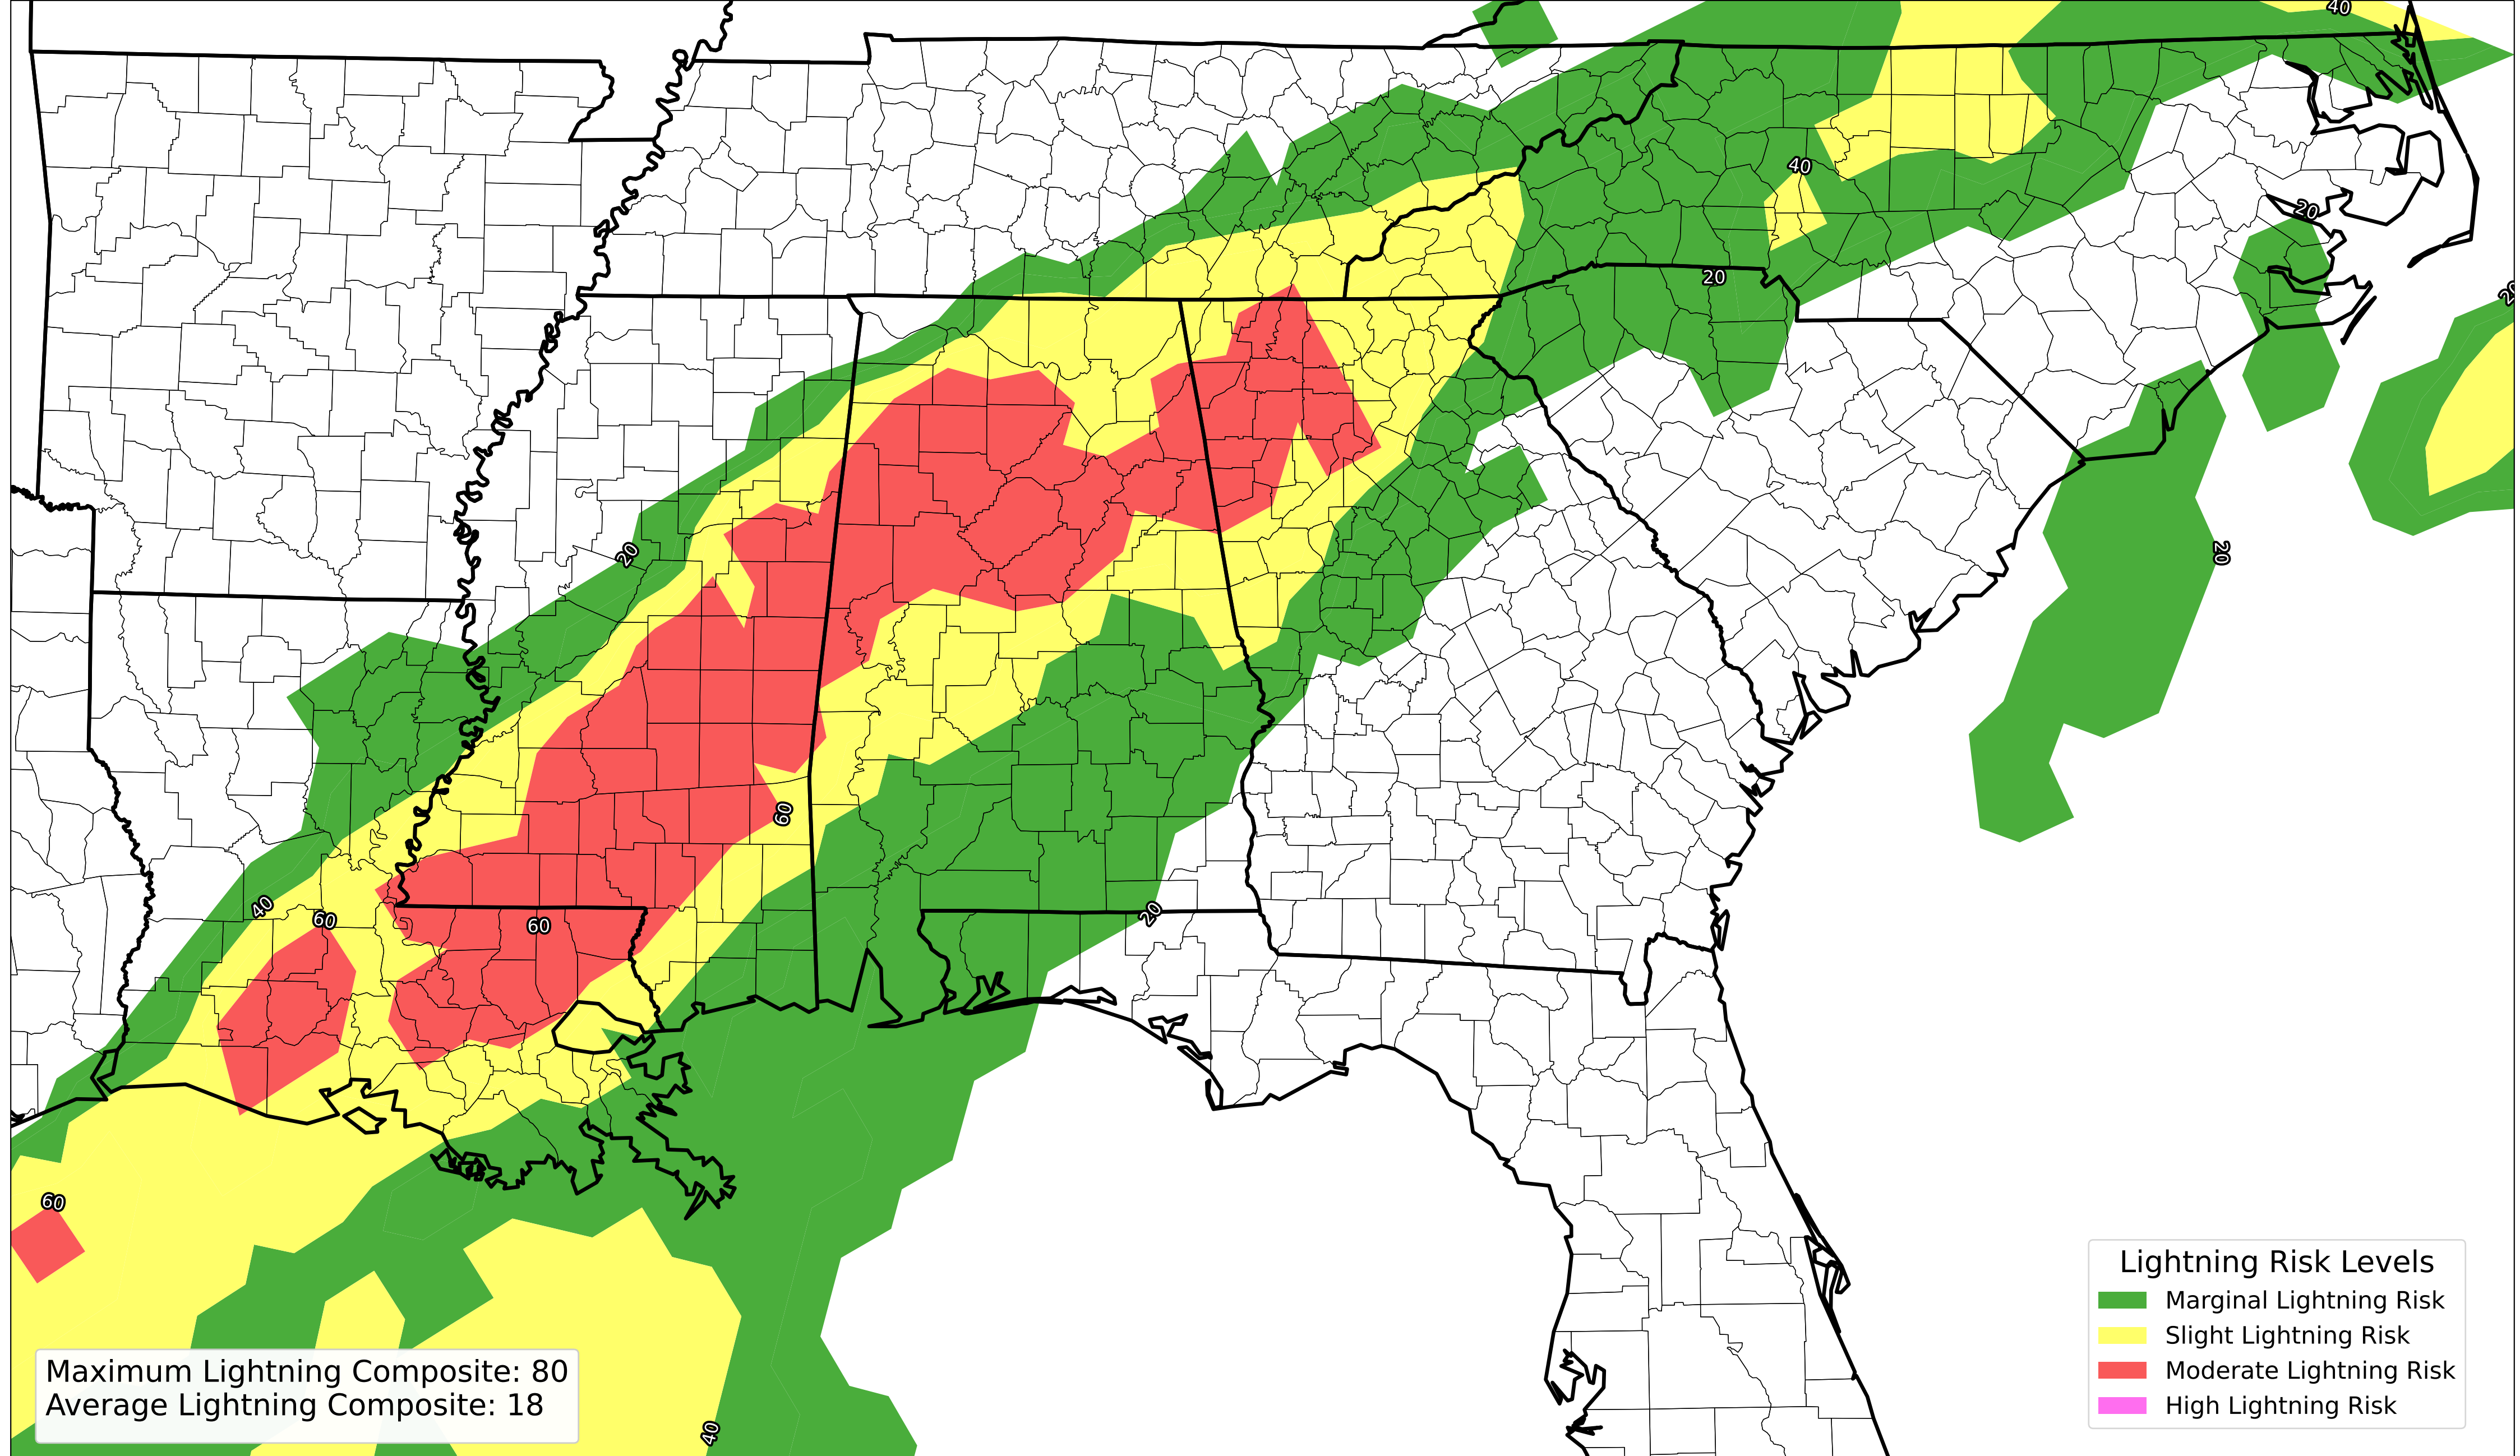 40
40
20
20
20
20
20
60
40
60
60
20
60
Lightning Risk Levels
Marginal Lightning Risk
Slight Lightning Risk
Moderate Lightning Risk
High Lightning Risk
Maximum Lightning Composite: 80
Average Lightning Composite: 18
40